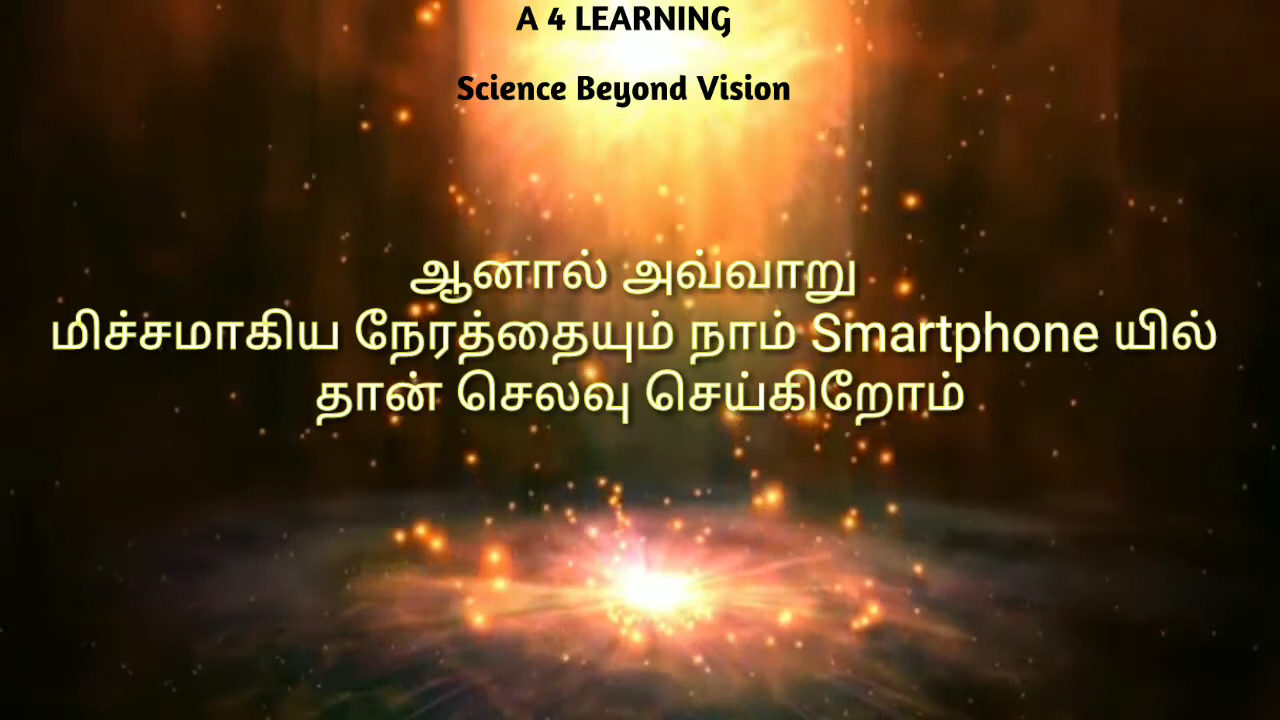 A 4 LEARNING
Science Beyond Vision
ஆனால் அவ்வாறு
மிச்சமாகிய நேரத்தையும் நாம் Smartphone யில்
தான் செலவு செய்கிறோம்